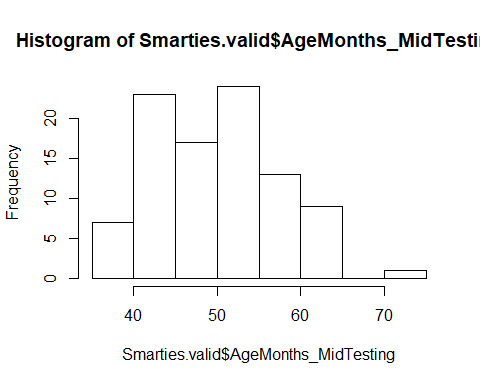 Histogram of Smarties.valid$AgeMonths_MidTesti
Frequency
20
15
10
5
0
40 50 60 70
Smarties.valid$AgeMonths_MidTesting